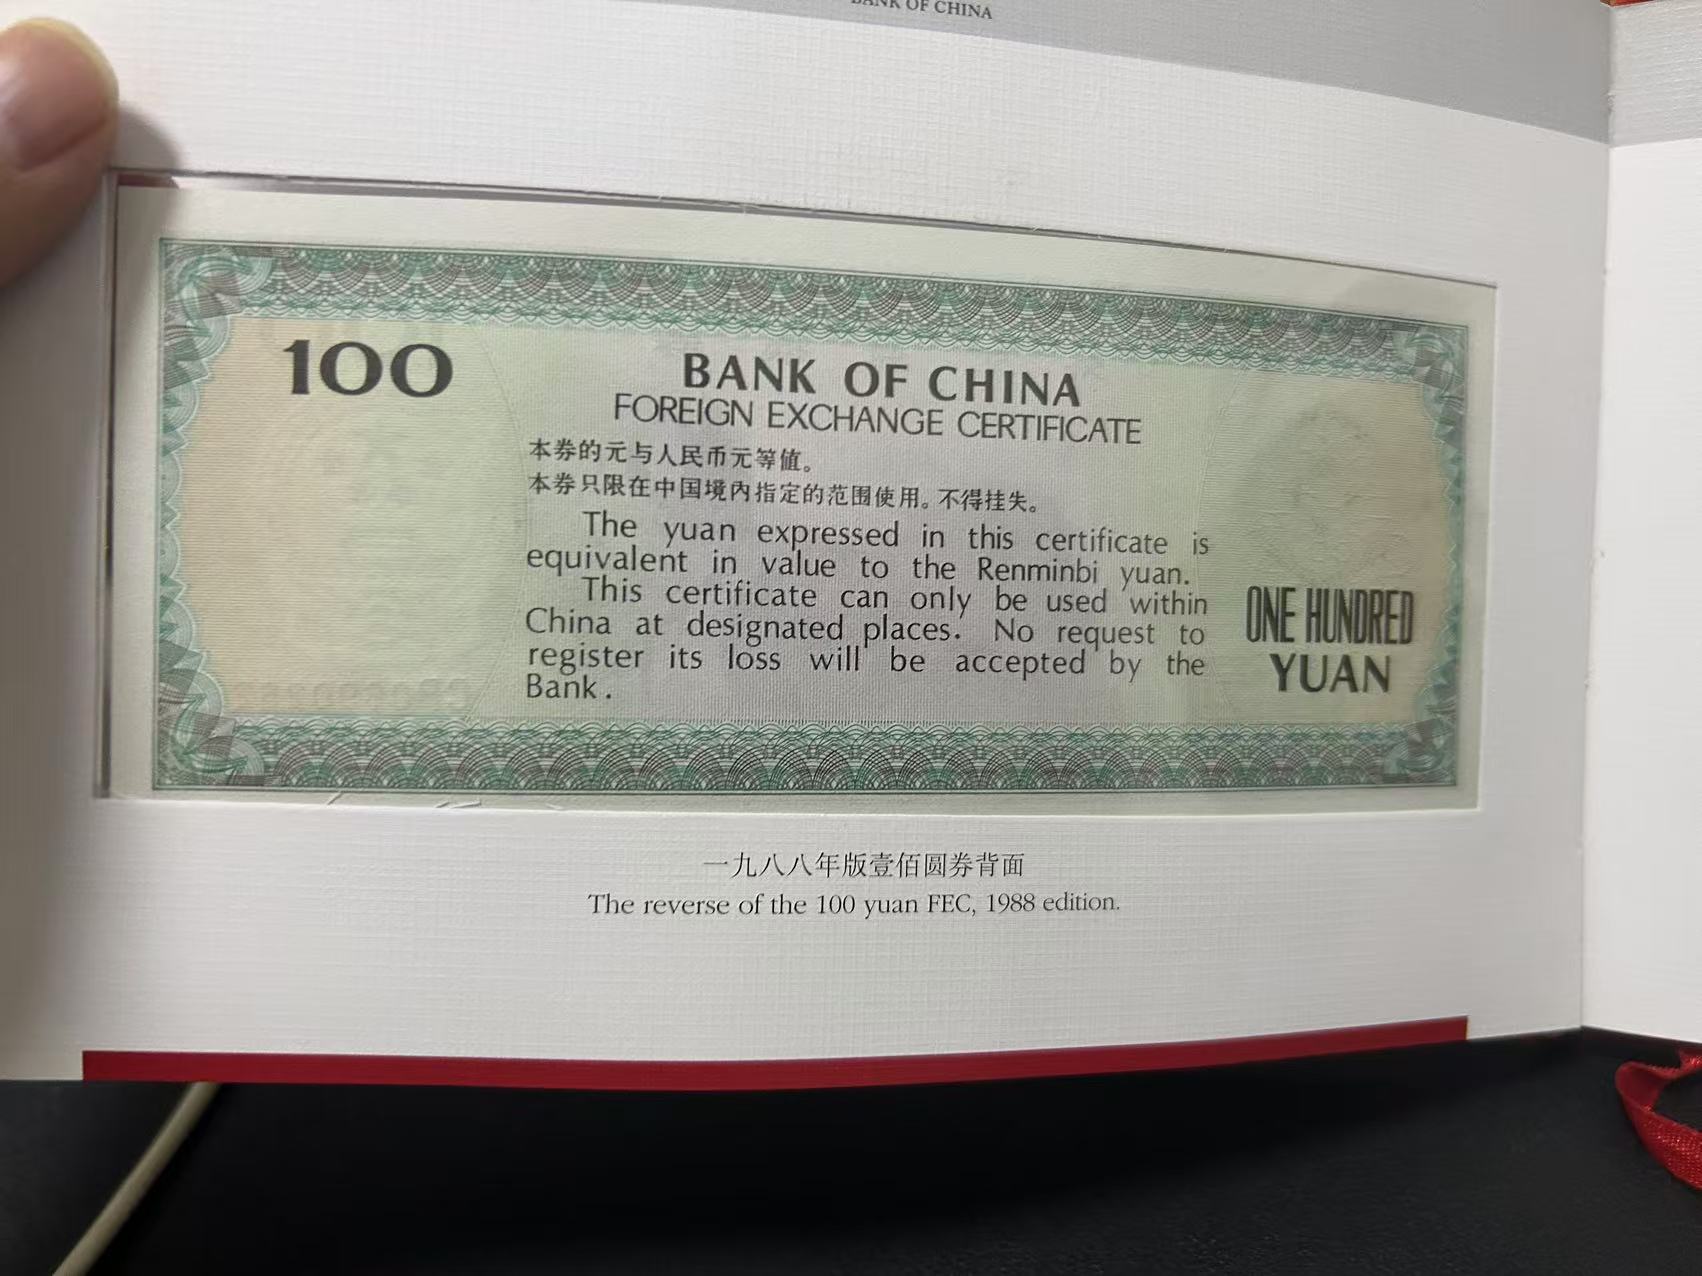 BANK OF CHINA
100
BANK OF CHINA
FOREIGN EXCHANGE CERTIFICATE
本券的元与人民币元等值。
本券只限在中国境内指定的范围使用。不得挂失。
The yuan expressed in this certificate is
equivalent in value to the Renminbi yuan.
This certificate can only be used within
China at designated places. No request to
register its loss will be accepted by the
Bank.
ONE HUNDRED
YUAN
一九八八年版壹佰圆券背面
The reverse of the 100 yuan FEC, 1988 edition.